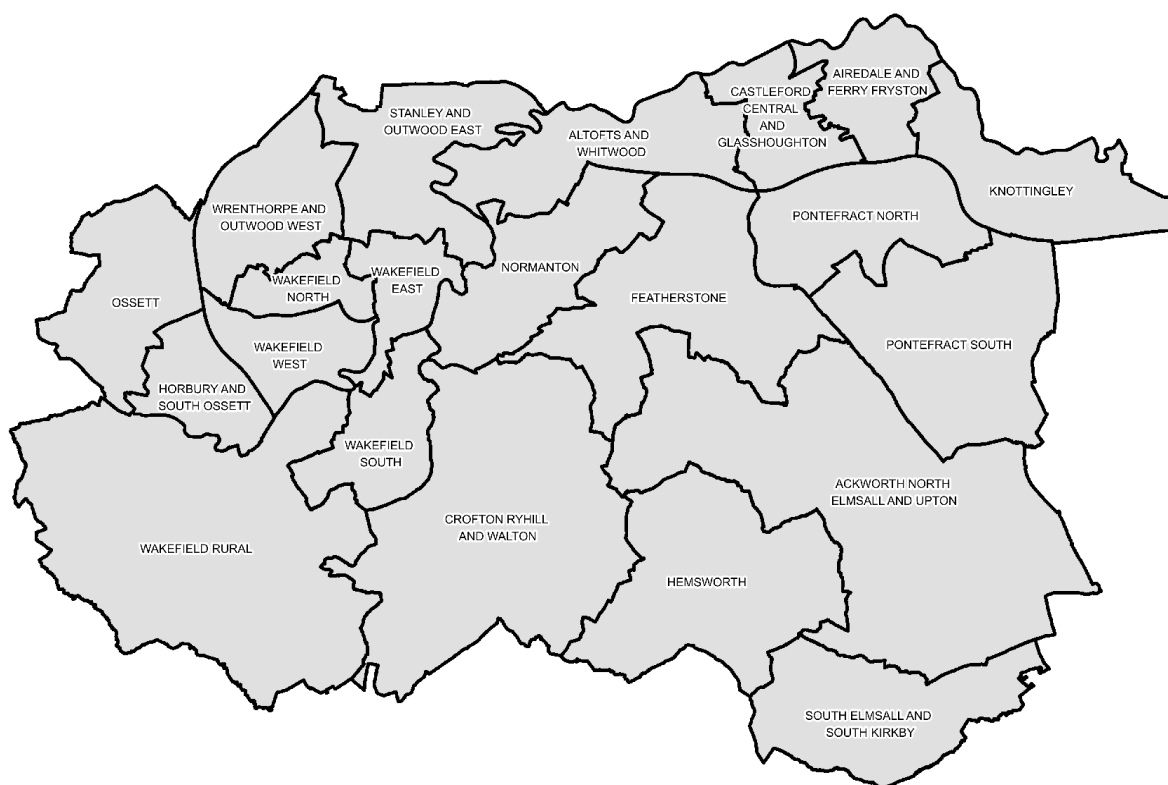 AIREDALE AND
FERRY FRYSTON
CASTLEFORD
CENTRAL
AND
GLASSHOUGHTON
STANLEY AND
OUTWOOD EAST
ALTOFTS AND
WHITWOOD
KNOTTINGLEY
WRENTHORPE AND
OUTWOOD WEST
PONTEFRACT NORTH
NORMANTON
WAKEFIELD
EAST
WAKEFIELD
NORTH
OSSETT
FEATHERSTONE
WAKEFIELD
WEST
PONTEFRACT SOUTH
HORBURY AND
SOUTH OSSETT
WAKEFIELD
SOUTH
ACKWORTH NORTH
ELMSALL AND UPTON
CROFTON RYHILL
AND WALTON
WAKEFIELD RURAL
HEMSWORTH
SOUTH ELMSALL AND
SOUTH KIRKBY